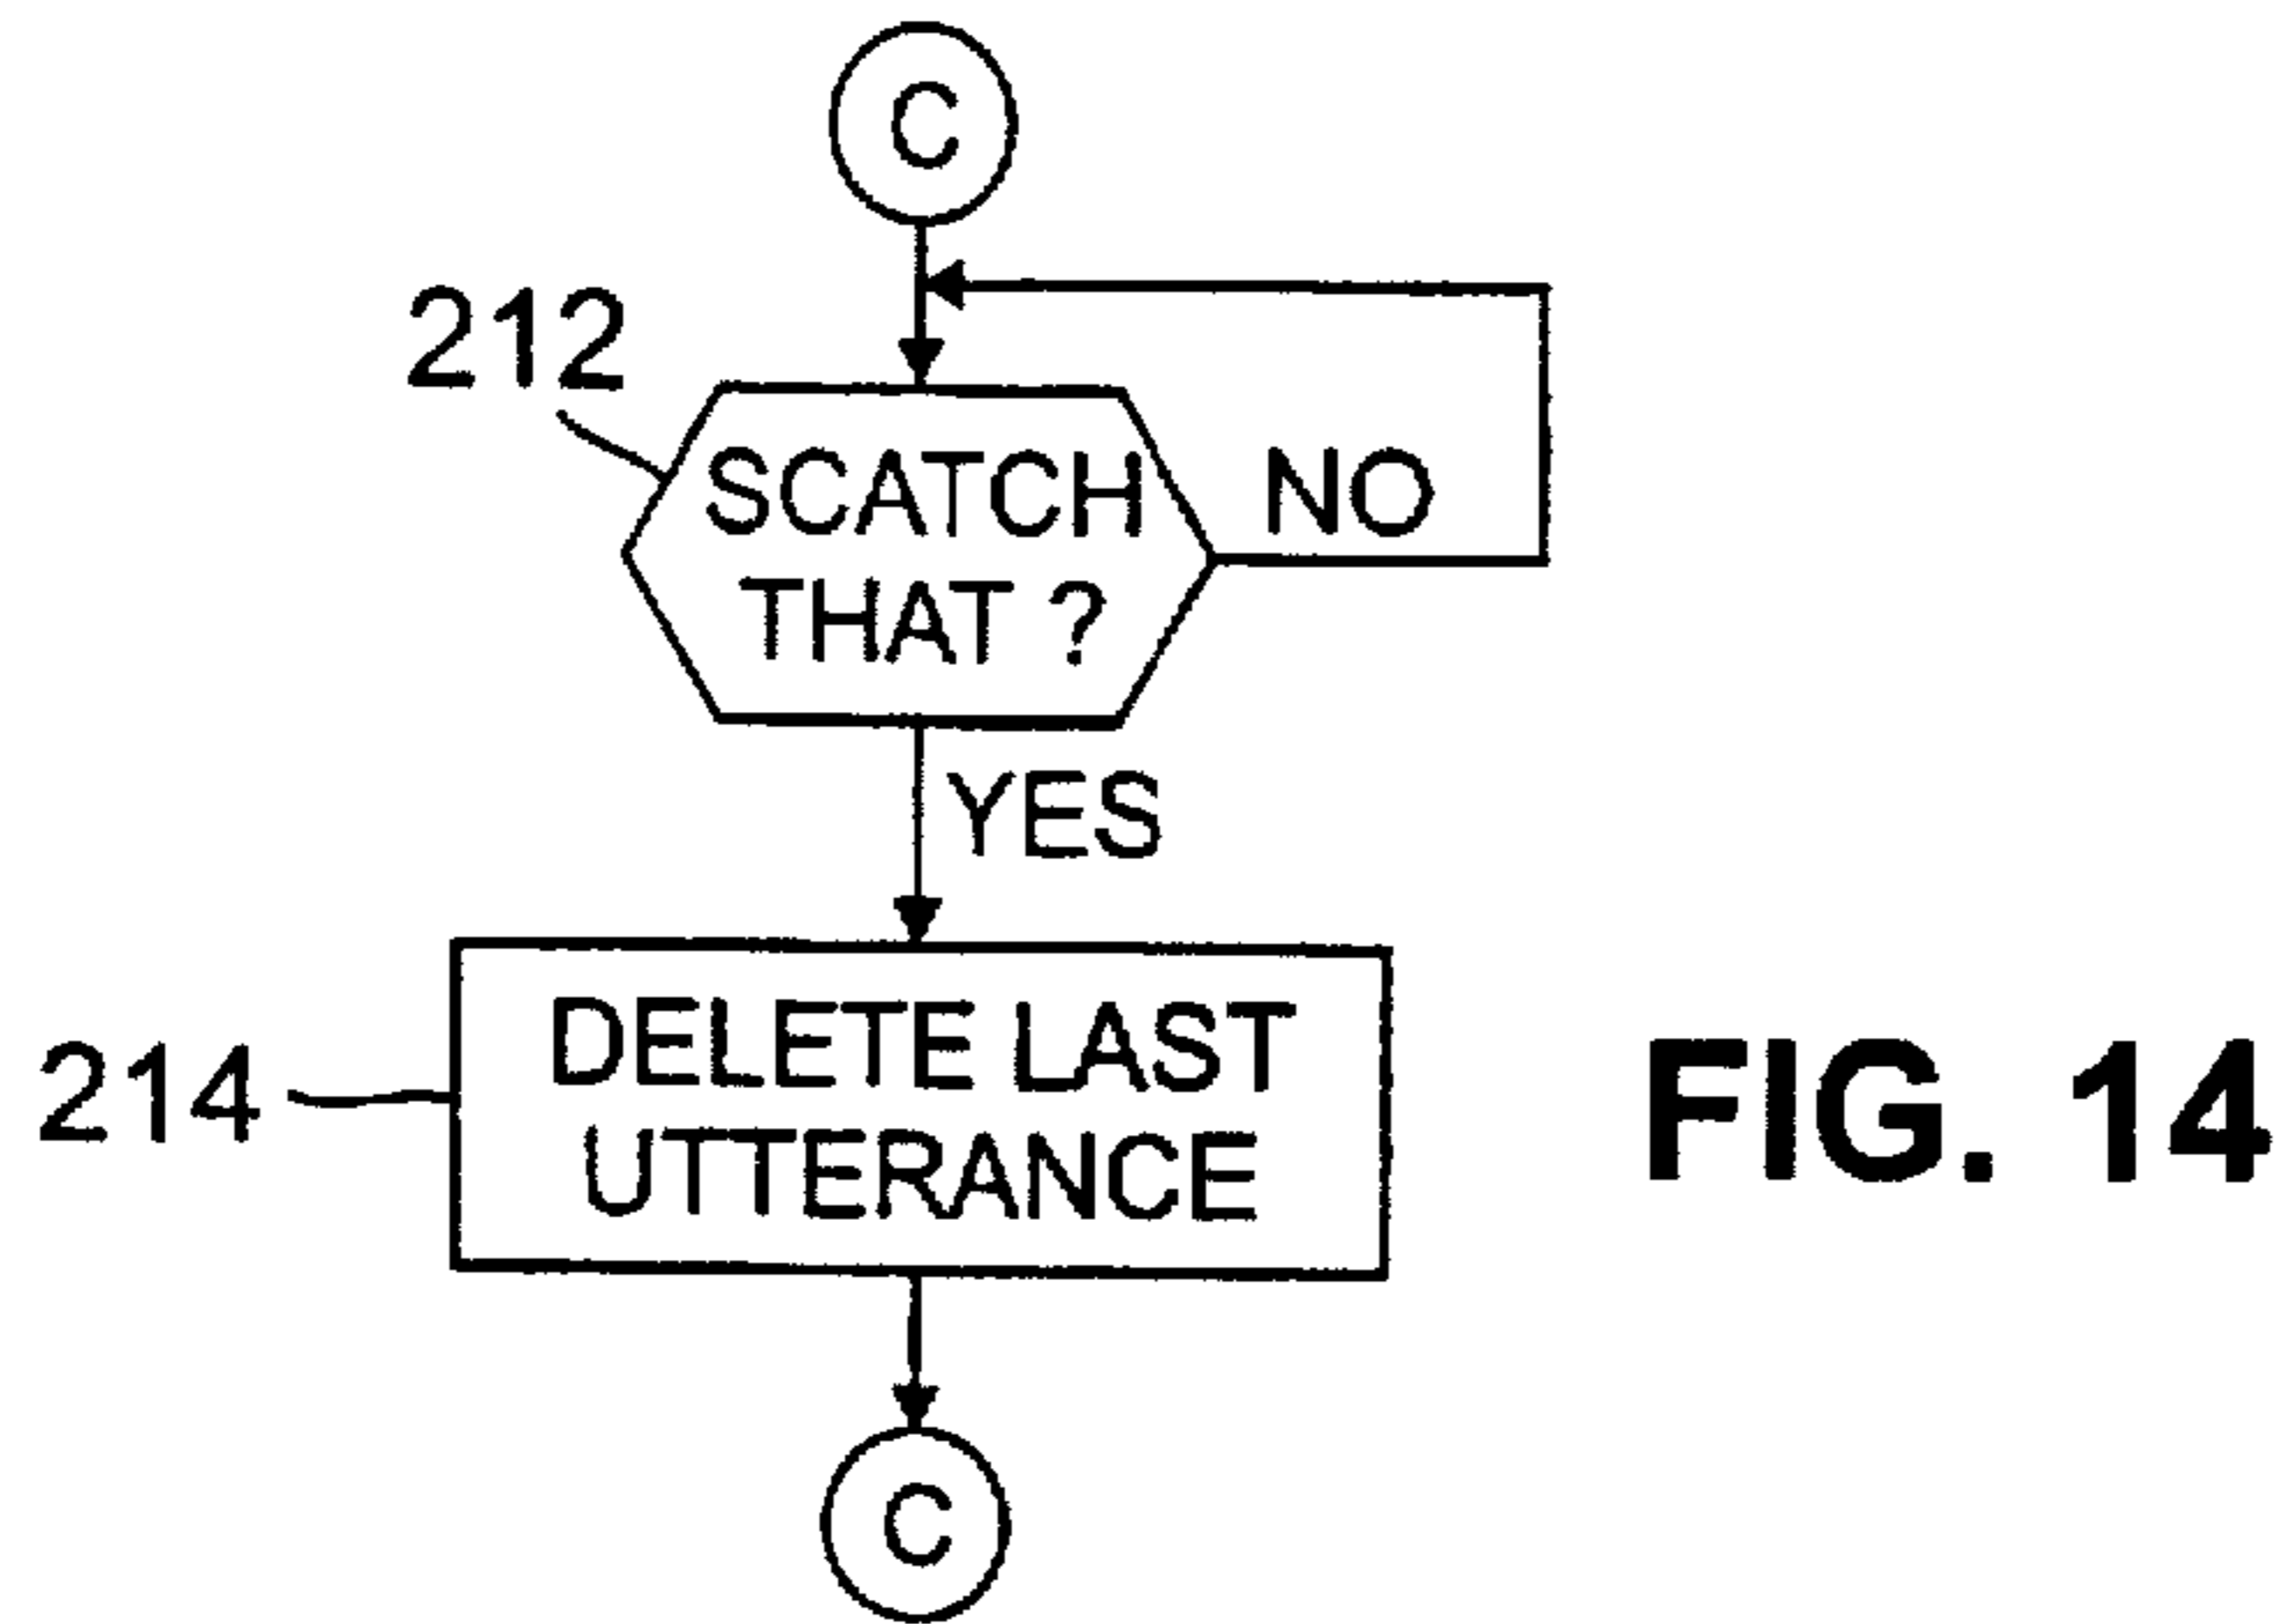 C
212
SCATCH
THAT ?
NO
YES
DELETE LAST
UTTERANCE
214
FIG. 14
C